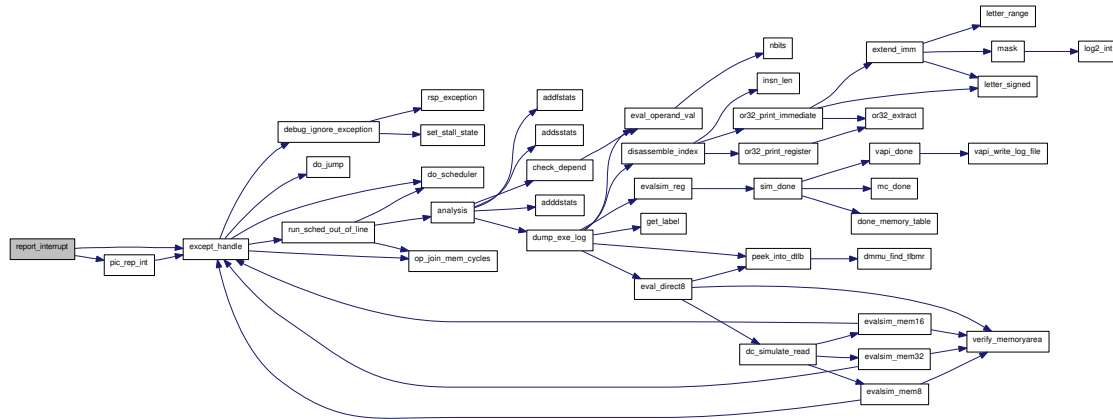 letter_range
nbits
extend_imm
mask
log2_int
insn_len
letter_signed
rsp_exception
addfstats
eval_operand_val
or32_print_immediate
or32_extract
debug_ignore_exception
set_stall_state
addsstats
disassemble_index
or32_print_register
vapi_done
vapi_write_log_file
do_jump
check_depend
do_scheduler
evalsim_reg
sim_done
mc_done
analysis
adddstats
get_label
done_memory_table
run_sched_out_of_line
dump_exe_log
report_interrupt
except_handle
pic_rep_int
op_join_mem_cycles
peek_into_dtlb
dmmu_find_tlbmr
eval_direct8
evalsim_mem16
verify_memoryarea
dc_simulate_read
evalsim_mem32
evalsim_mem8